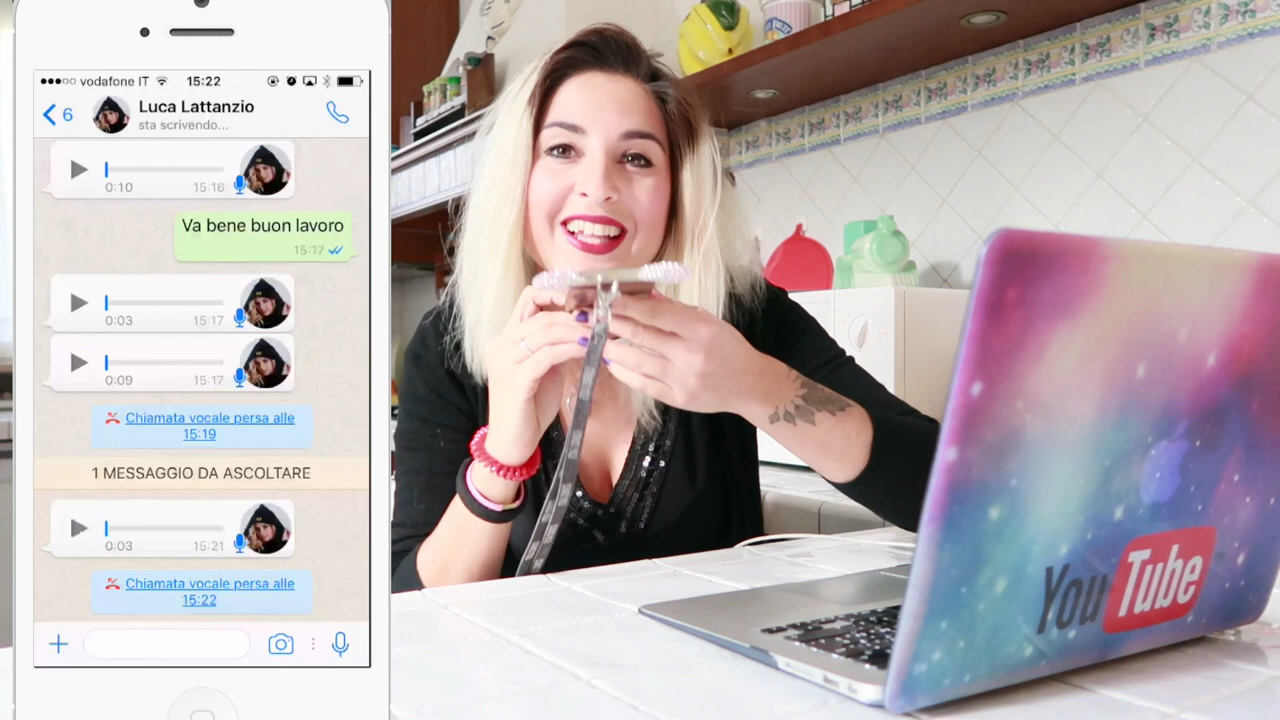 vodafone IT 15:22
6 Luca Lattanzio
sta scrivendo...
0:10 15:16
Va bene buon lavoro
15:17
0:03 15:17
0:09 15:17
Chiamata vocale persa alle
15:19
1 MESSAGGIO DA ASCOLTARE
0:03 15:21
Chiamata vocale persa alle
15:22
YouTube